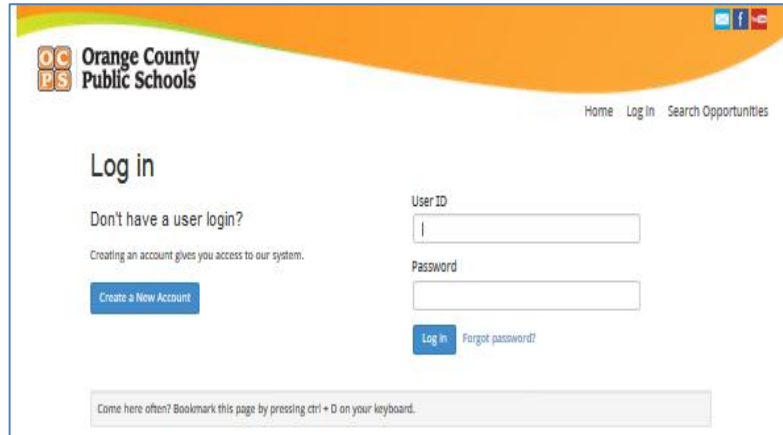 OC Orange County
PS Public Schools
Home Log In Search Opportunities
Log in
Don't have a user login?
Creating an account gives you access to our system.
Create a New Account
User ID
Password
Log In Forgot password?
Come here often? Bookmark this page by pressing ctrl + D on your keyboard.